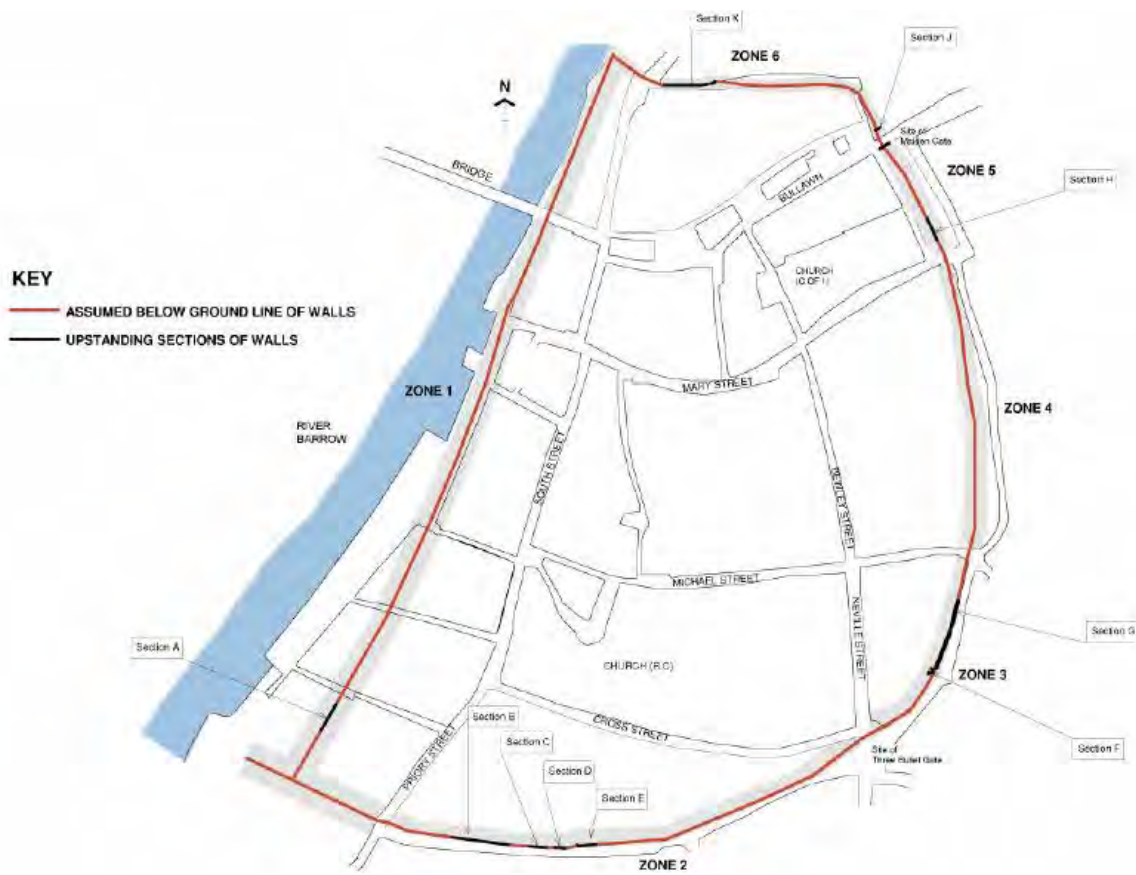 Section K
ZONE 6
Section J
N
Site of
Maiden Gate
BRIDGE
ZONE 5
BULLAWN
Section H
KEY
CHURCH
(C OF I)
ASSUMED BELOW GROUND LINE OF WALLS
UPSTANDING SECTIONS OF WALLS
ZONE 1
MARY STREET
ZONE 4
RIVER
BARROW
SOUTH STREET
BEWLEY STREET
MICHAEL STREET
NEVILLE STREET
Section G
Section A
CHURCH (R.C)
ZONE 3
Section B
CROSS STREET
Section C
PRIORY STREET
Site of
Three Bullet Gate
Section F
Section D
Section E
ZONE 2